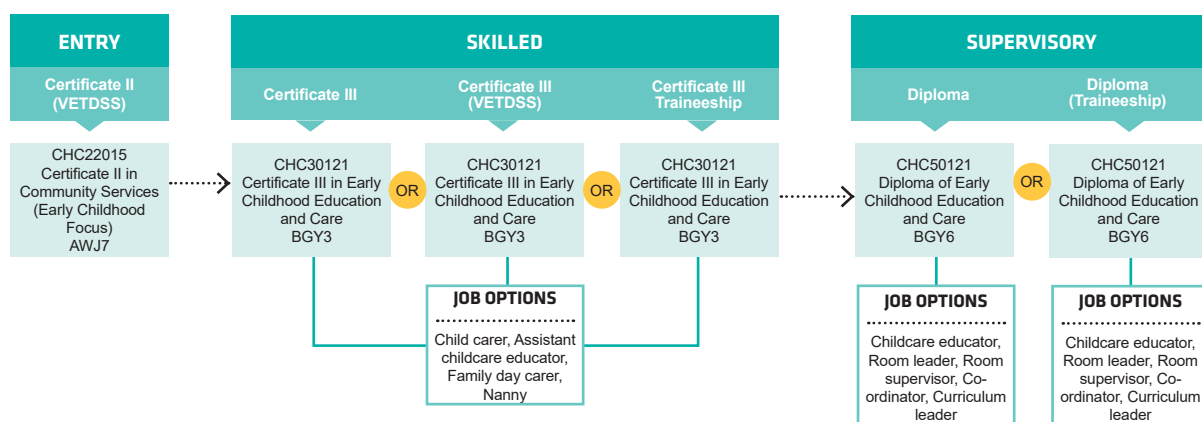 ENTRY
Certificate II
(VETDSS)
CHC22015
Certificate II in
Community Services
(Early Childhood
Focus)
AWJ7
SKILLED
Certificate III
CHC30121
Certificate III in Early
Childhood Education
and Care
BGY3
OR
Certificate III
(VETDSS)
CHC30121
Certificate III in Early
Childhood Education
and Care
BGY3
OR
Certificate III
Traineeship
CHC30121
Certificate III in Early
Childhood Education
and Care
BGY3
JOB OPTIONS
Child carer, Assistant
childcare educator,
Family day carer,
Nanny
SUPERVISORY
Diploma
CHC50121
Diploma of Early
Childhood Education
and Care
BGY6
JOB OPTIONS
Childcare educator,
Room leader, Room
supervisor, Co-
ordinator, Curriculum
leader
OR
Diploma
(Traineeship)
CHC50121
Diploma of Early
Childhood Education
and Care
BGY6
JOB OPTIONS
Childcare educator,
Room leader, Room
supervisor, Co-
ordinator, Curriculum
leader